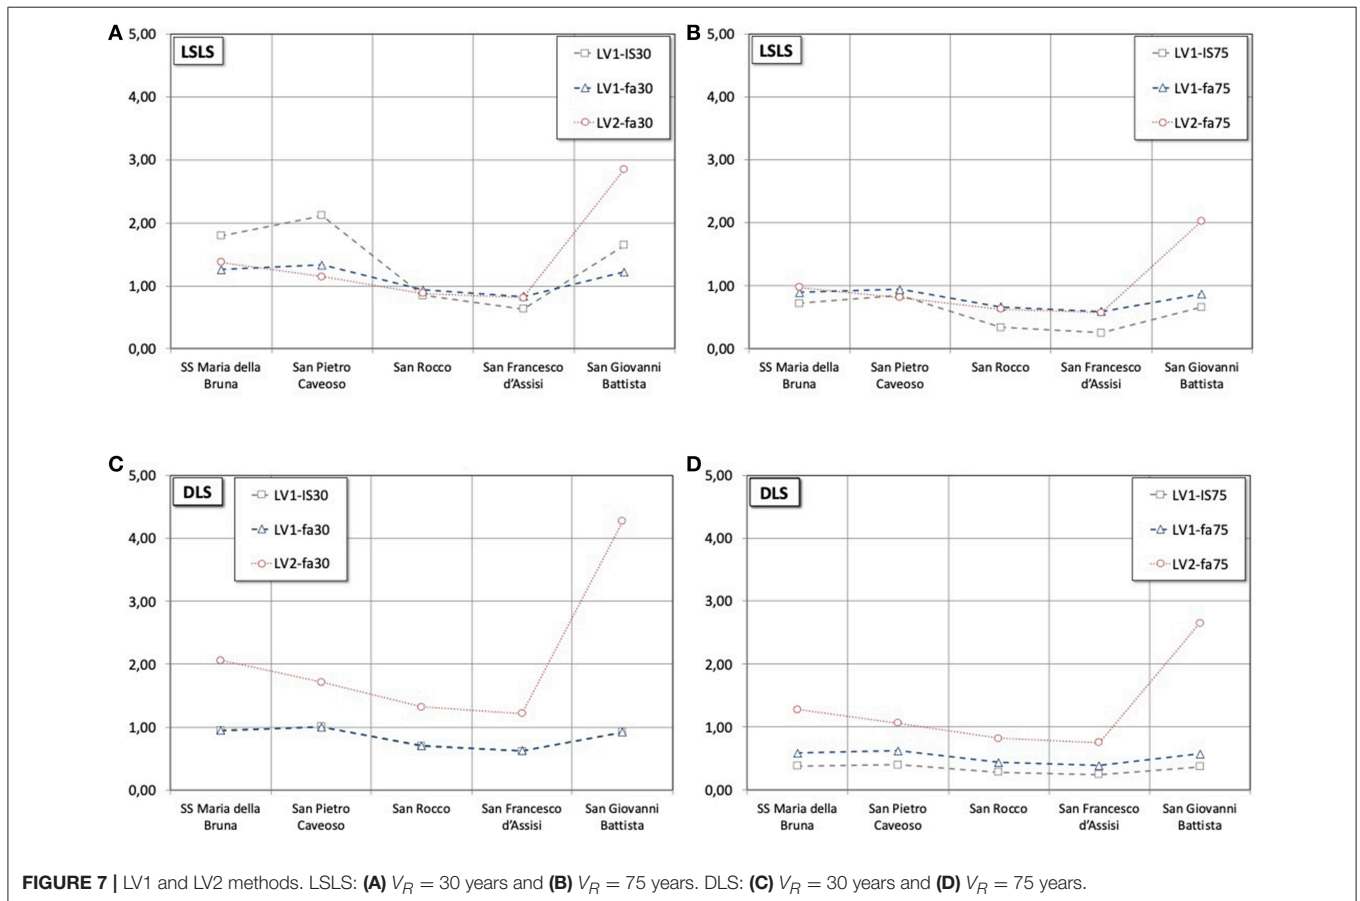 A
5,00
4,00
3,00
2,00
1,00
0,00
LSLS
LV1-IS30
LV1-fa30
LV2-fa30
SS Maria della
Bruna
San Pietro
Caveoso
San Rocco
San Francesco
d'Assisi
San Giovanni
Battista
B
5,00
4,00
3,00
2,00
1,00
0,00
LSLS
LV1-IS75
LV1-fa75
LV2-fa75
SS Maria della
Bruna
San Pietro
Caveoso
San Rocco
San Francesco
d'Assisi
San Giovanni
Battista
C
5,00
4,00
3,00
2,00
1,00
0,00
DLS
LV1-IS30
LV1-fa30
LV2-fa30
SS Maria della
Bruna
San Pietro
Caveoso
San Rocco
San Francesco
d'Assisi
San Giovanni
Battista
D
5,00
4,00
3,00
2,00
1,00
0,00
DLS
LV1-IS75
LV1-fa75
LV2-fa75
SS Maria della
Bruna
San Pietro
Caveoso
San Rocco
San Francesco
d'Assisi
San Giovanni
Battista
FIGURE 7 | LV1 and LV2 methods. LSLS: (A) V_R = 30 years and (B) V_R = 75 years. DLS: (C) V_R = 30 years and (D) V_R = 75 years.